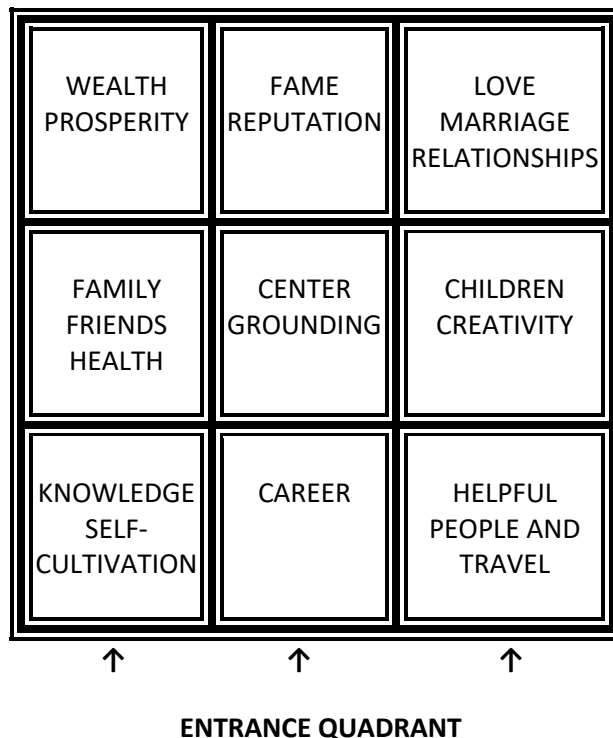 WEALTH
PROSPERITY
FAME
REPUTATION
LOVE
MARRIAGE
RELATIONSHIPS
FAMILY
FRIENDS
HEALTH
CENTER
GROUNDING
CHILDREN
CREATIVITY
KNOWLEDGE
SELF-
CULTIVATION
CAREER
HELPFUL
PEOPLE AND
TRAVEL
↑ ↑ ↑
ENTRANCE QUADRANT